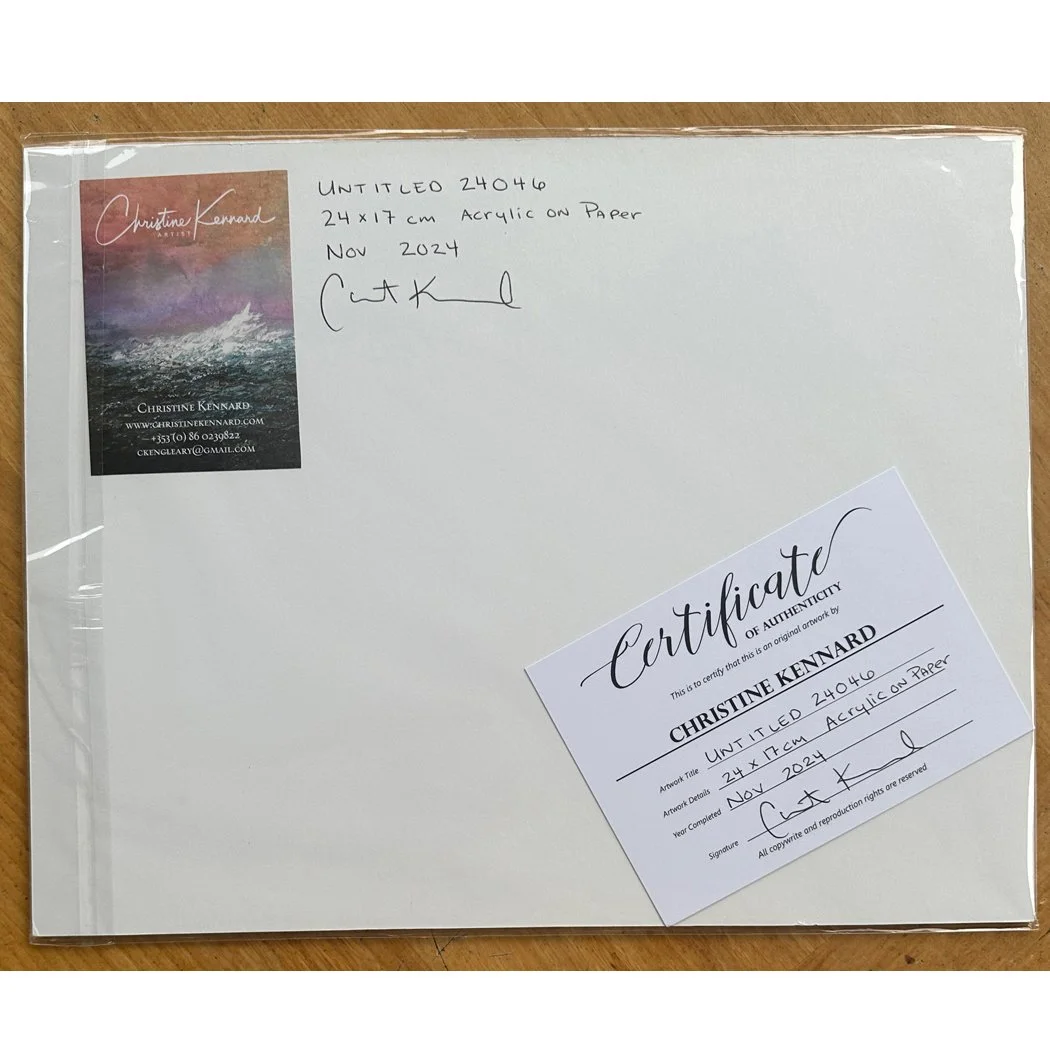 Christine Kennard
ARTIST
CHRISTINE KENNARD
WWW.CHRISTINEKENNARD.COM
+353 (0) 86 0239822
CKENGLEARY@GMAIL.COM
UNTITLED 24046
24 x 17 cm Acrylic on Paper
Nov 2024
Certificate
OF AUTHENTICITY
This is to certify that this is an original artwork by
CHRISTINE KENNARD
Artwork Title UNTITLED 24046
Artwork Details 24 x 17cm Acrylic on Paper
Year Completed Nov 2024
Signature
All copywrite and reproduction rights are reserved